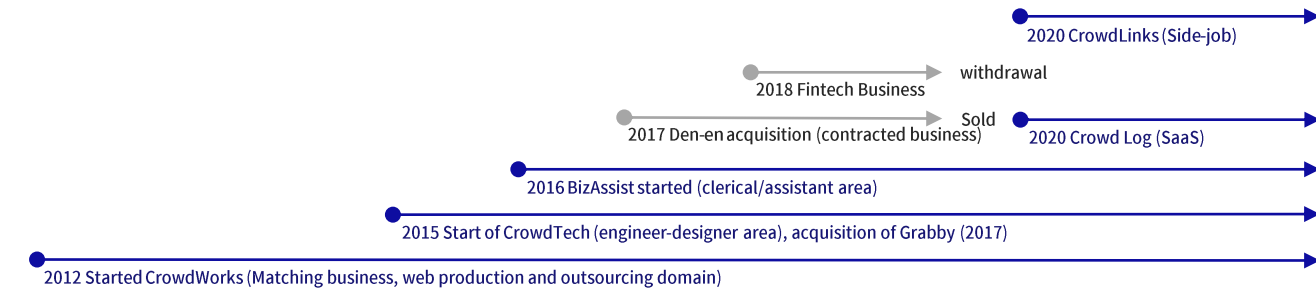 2020 CrowdLinks (Side-job)
withdrawal
2018 Fintech Business
Sold
2017 Den-en acquisition (contracted business)
2020 Crowd Log (SaaS)
2016 BizAssist started (clerical/assistant area)
2015 Start of CrowdTech (engineer-designer area), acquisition of Grabby (2017)
2012 Started CrowdWorks (Matching business, web production and outsourcing domain)